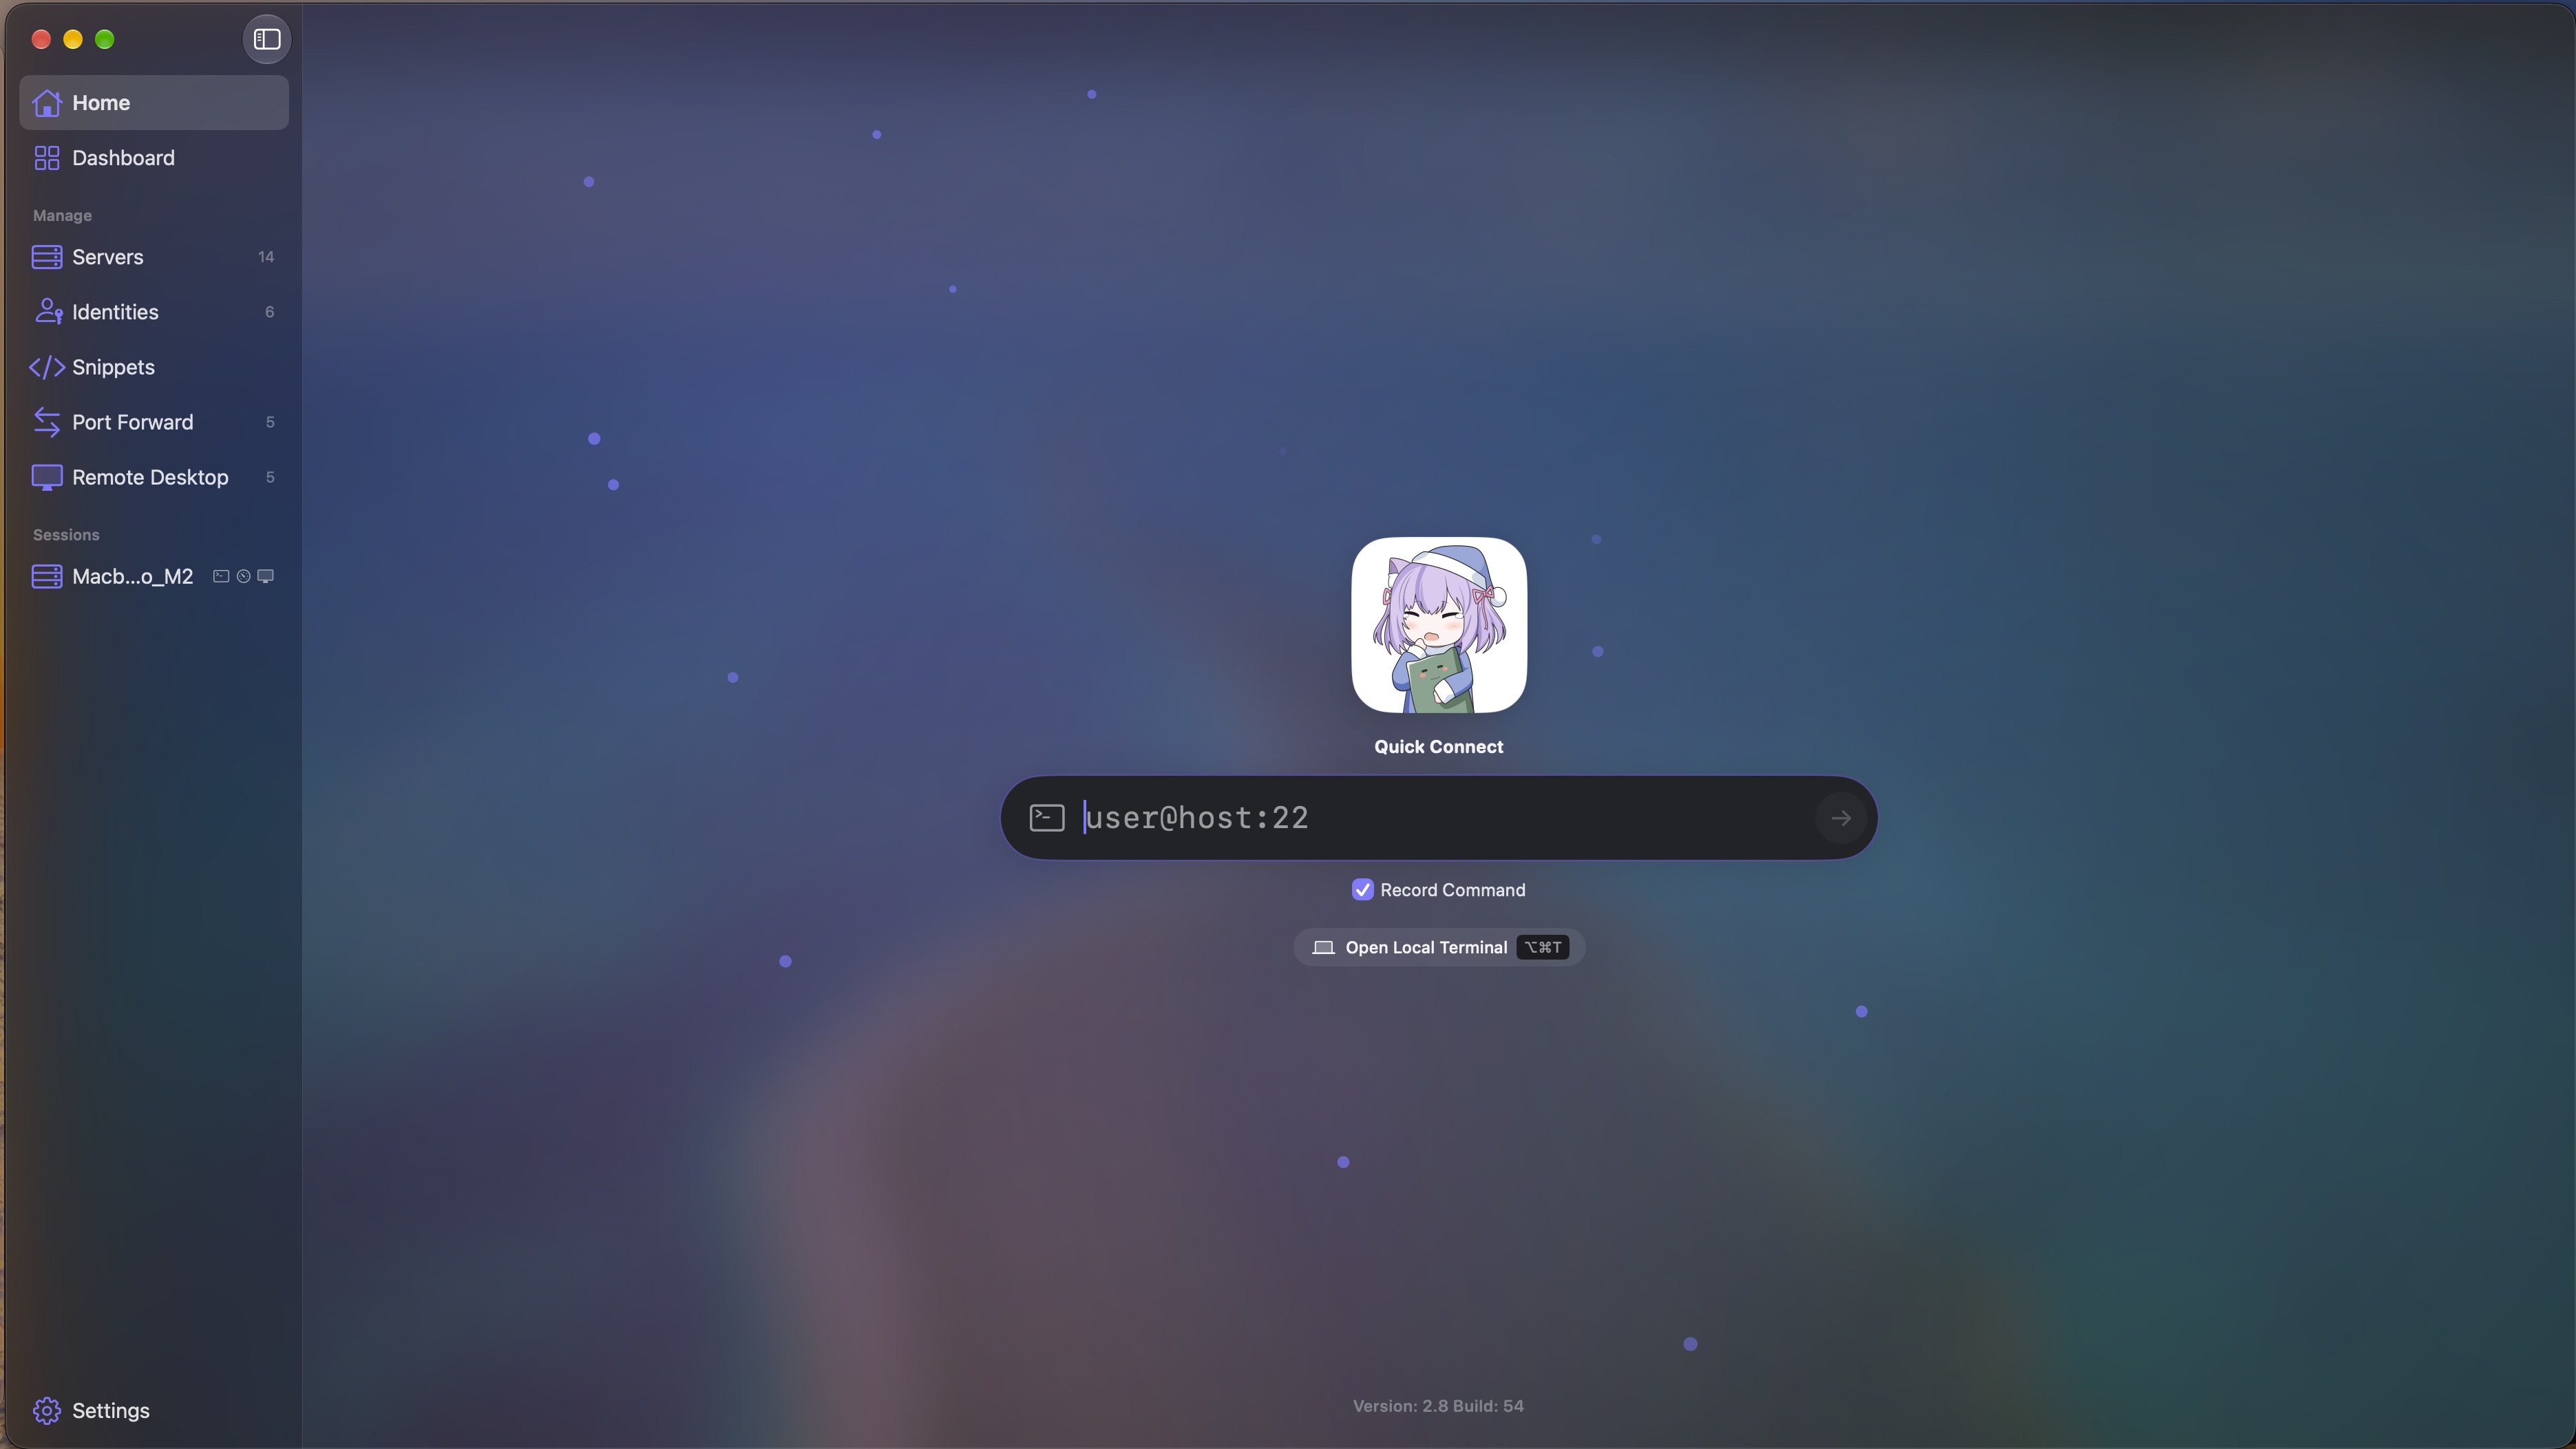 Home
Dashboard
Manage
Servers 14
Identities 6
Snippets
Port Forward 5
Remote Desktop 5
Sessions
Macb...o_M2
Settings
Quick Connect
user@host:22
Record Command
Open Local Terminal ⌥⌘T
Version: 2.8 Build: 54